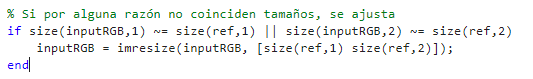 % Si por alguna razón no coinciden tamaños, se ajusta
if size(inputRGB,1) ~= size(ref,1) || size(inputRGB,2) ~= size(ref,2)
    inputRGB = imresize(inputRGB, [size(ref,1) size(ref,2)]);
end